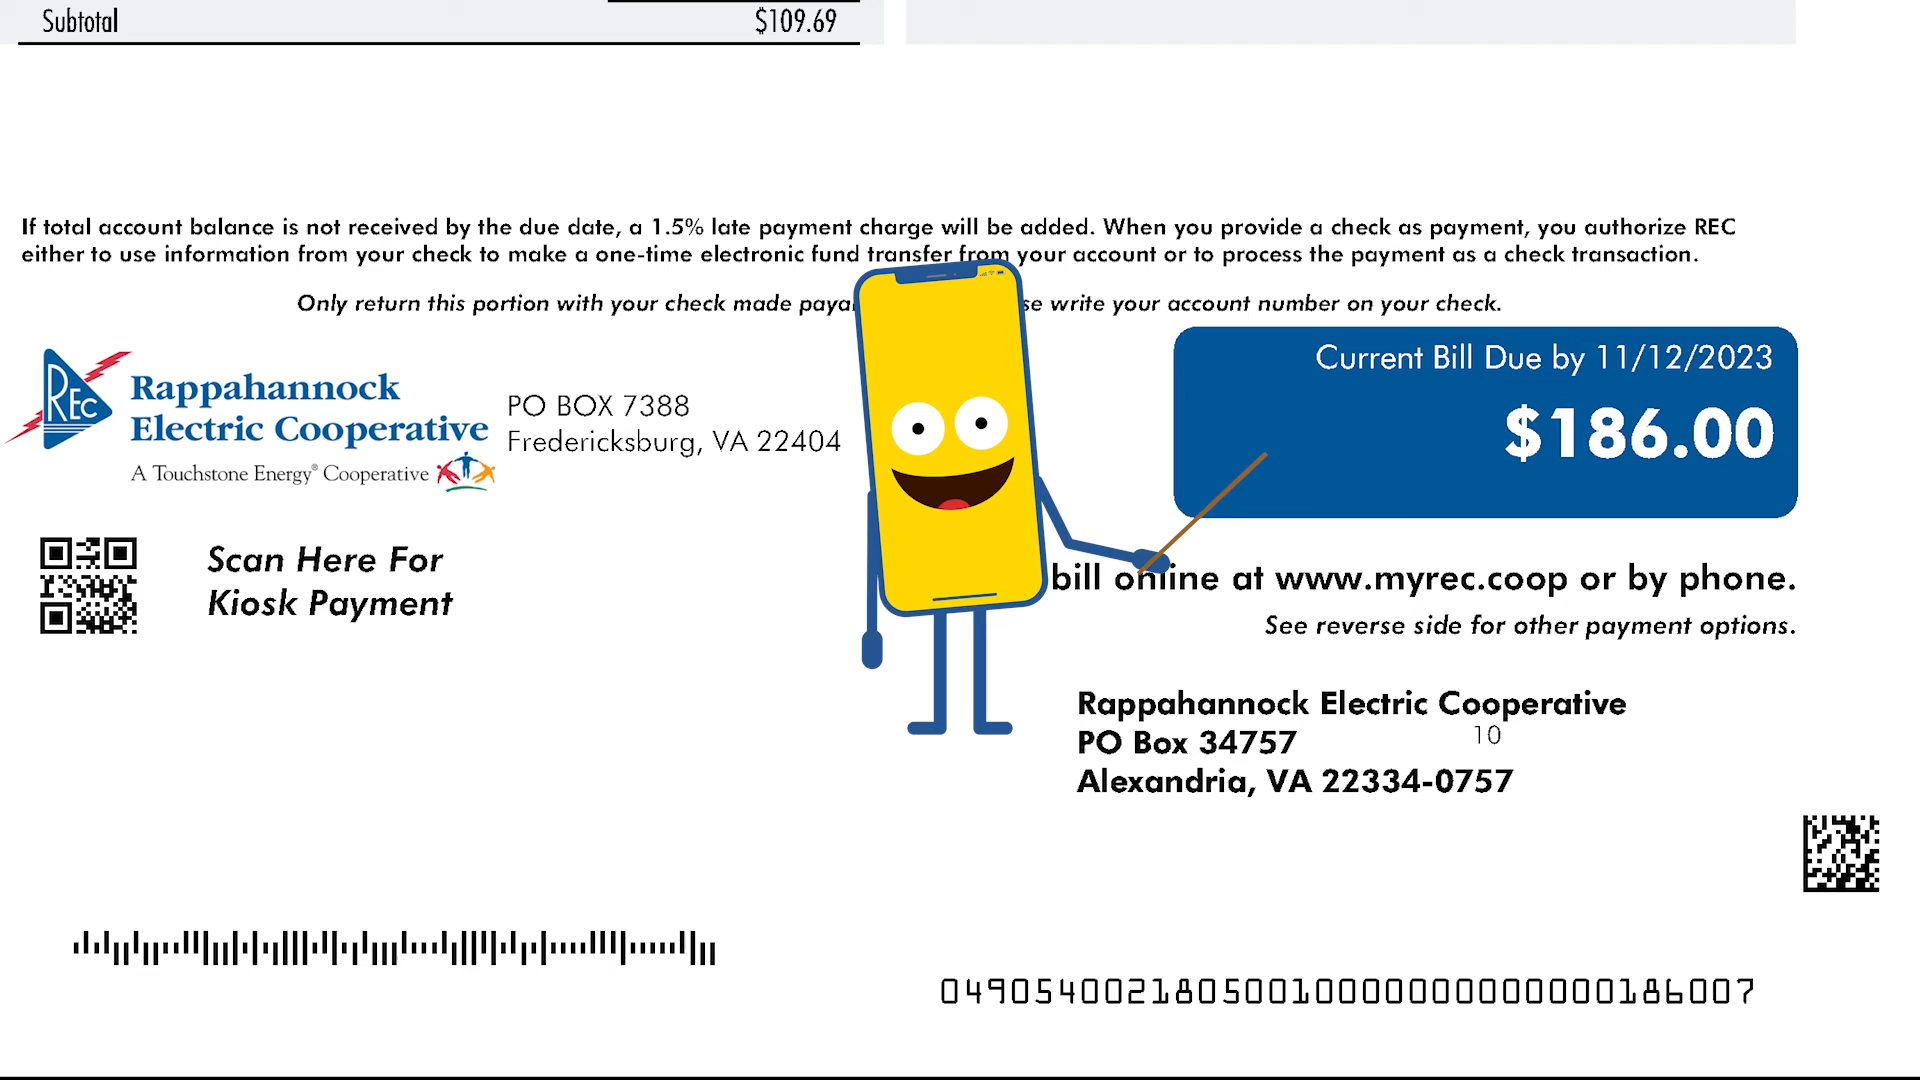 Subtotal $109.69
If total account balance is not received by the due date, a 1.5% late payment charge will be added. When you provide a check as payment, you authorize REC
either to use information from your check to make a one-time electronic fund transfer from your account or to process the payment as a check transaction.
Only return this portion with your check made write your account number on your check.
REC
Rappahannock
Electric Cooperative
A Touchstone Energy® Cooperative
PO BOX 7388
Fredericksburg, VA 22404
Current Bill Due by 11/12/2023
$186.00
Scan Here For
Kiosk Payment
bill online at www.myrec.coop or by phone.
See reverse side for other payment options.
Rappahannock Electric Cooperative
PO Box 34757
10
Alexandria, VA 22334-0757
04905400218050010000000000000186007